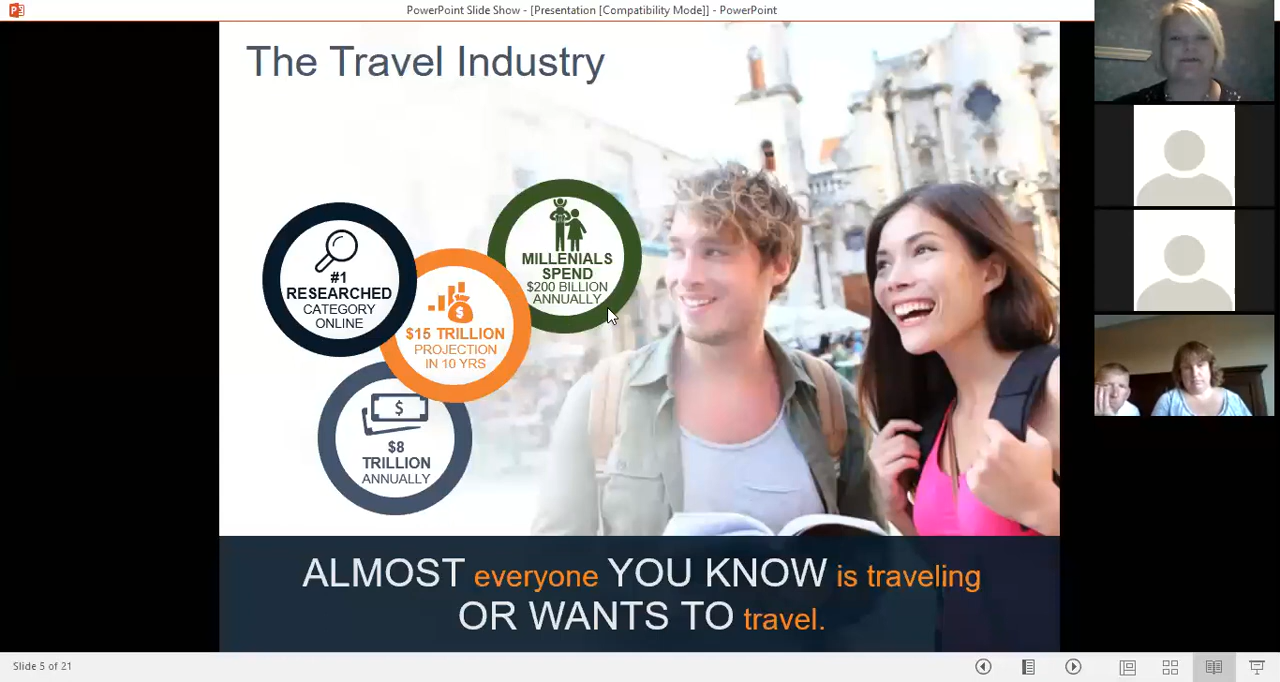 PowerPoint Slide Show - [Presentation [Compatibility Mode]] - PowerPoint
The Travel Industry
#1
RESEARCHED
CATEGORY
ONLINE
$15 TRILLION
PROJECTION
IN 10 YRS
MILLENIALS
SPEND
$200 BILLION
ANNUALLY
$
$8
TRILLION
ANNUALLY
ALMOST everyone YOU KNOW is traveling
OR WANTS TO travel.
Slide 5 of 21